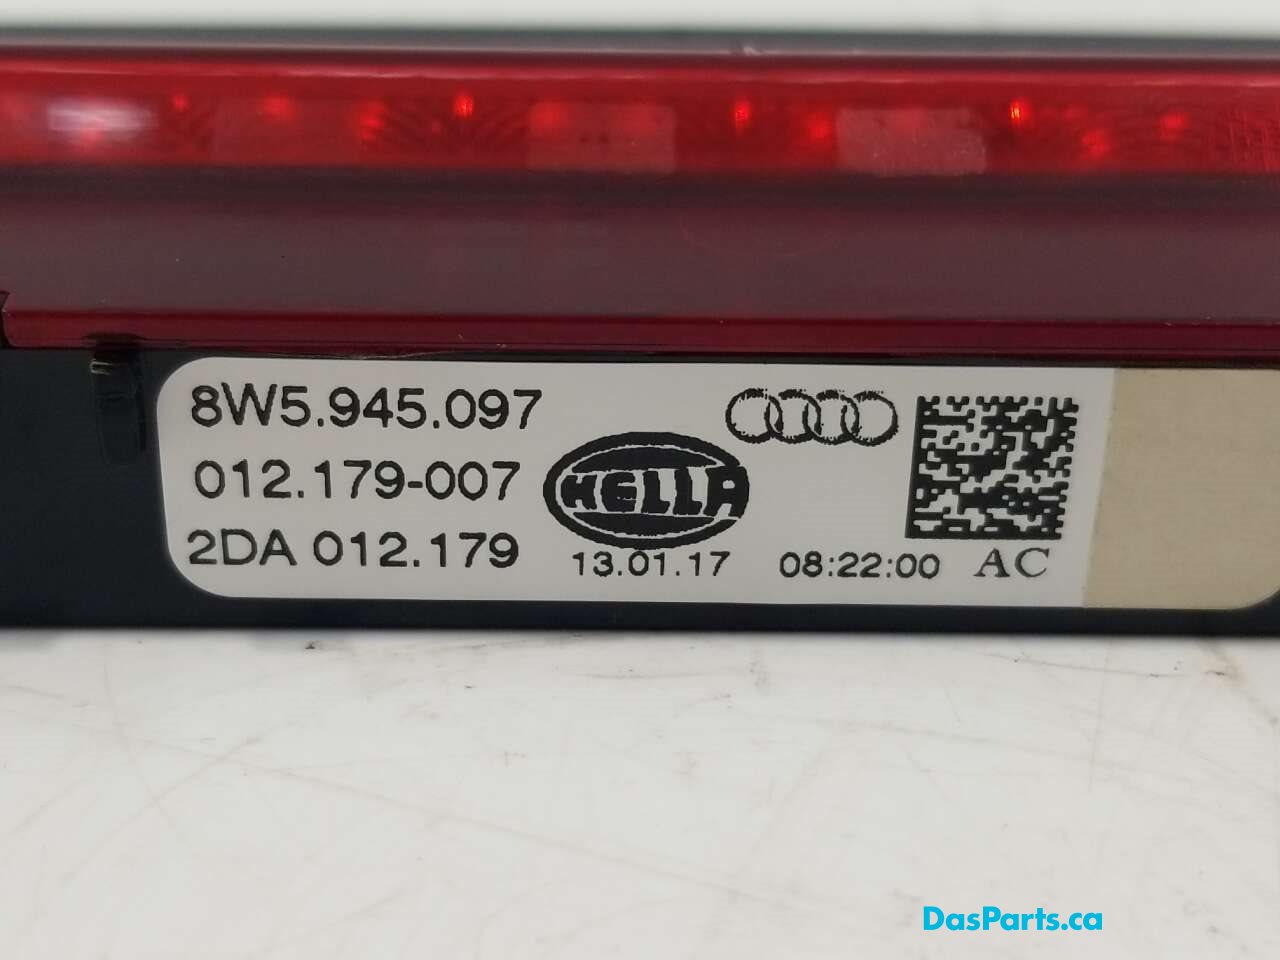 8W5.945.097
012.179-007
HELLA
2DA 012.179
13.01.17 08:22:00 AC
DasParts.ca